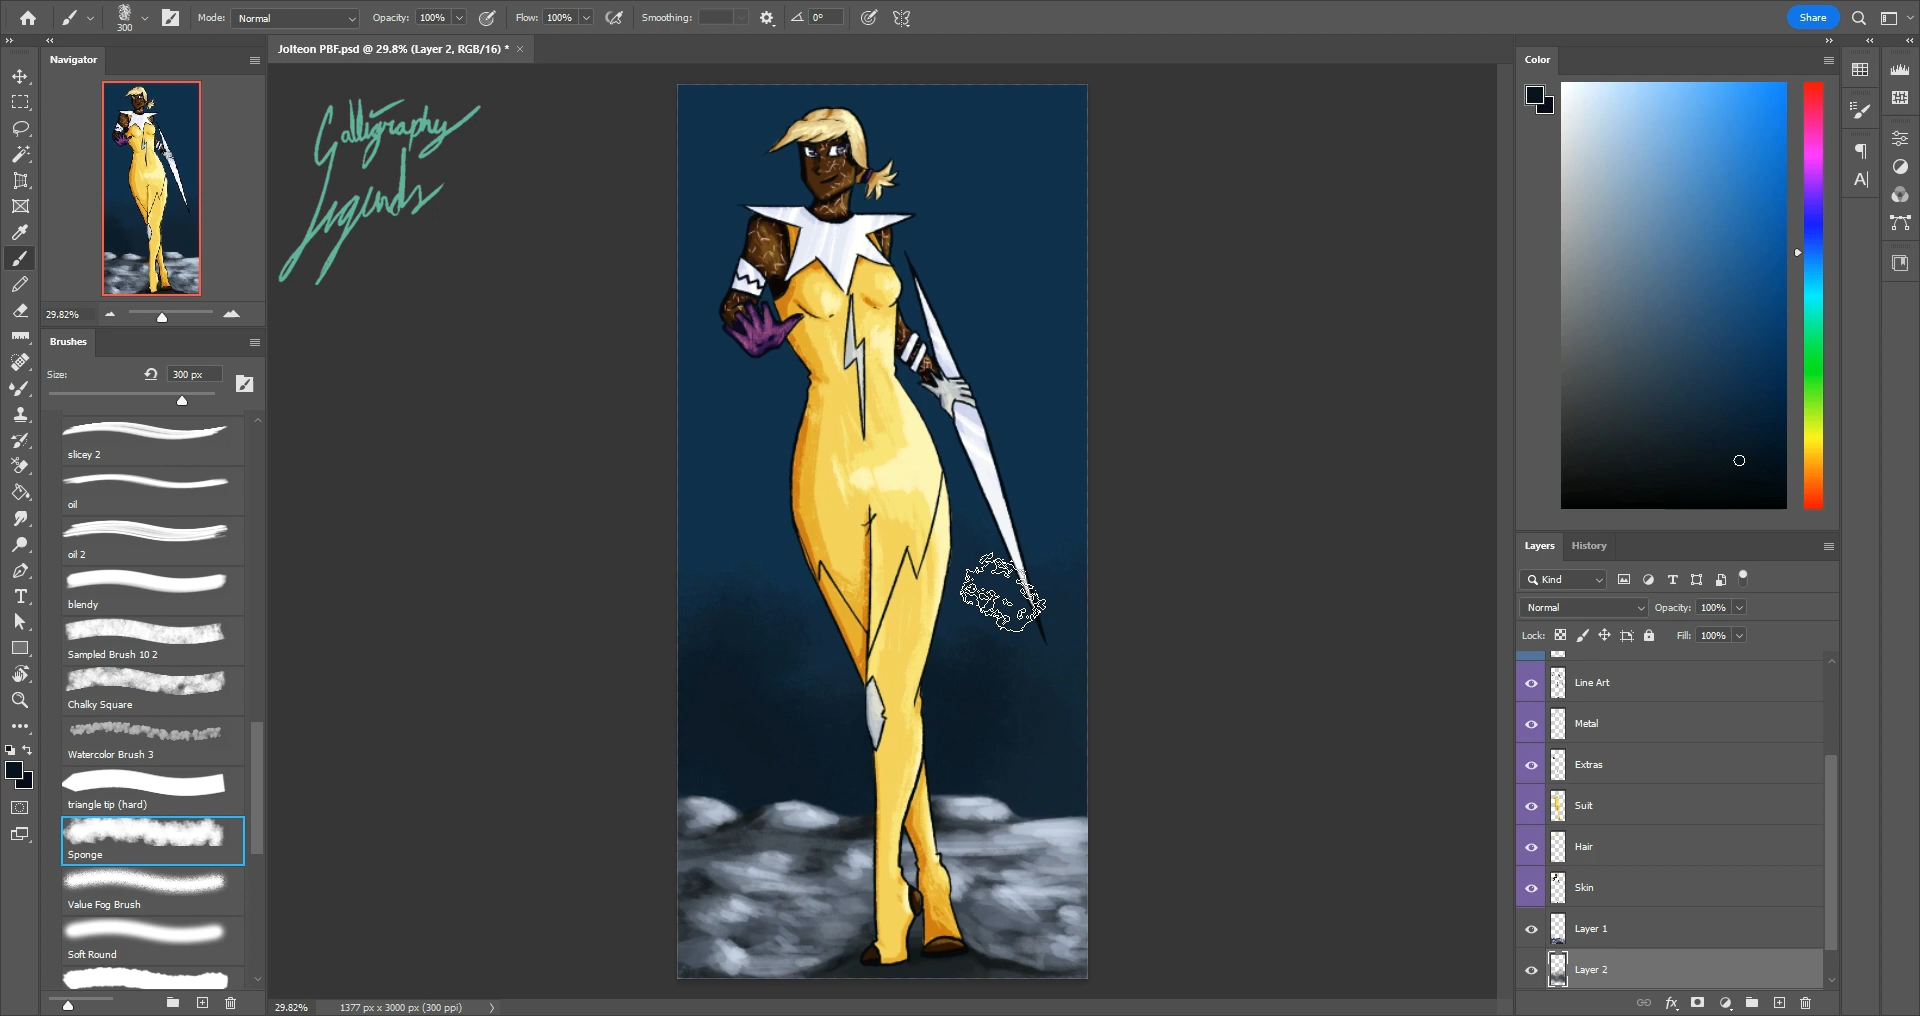 300
Mode: Normal
Opacity: 100%
Flow: 100%
Smoothing:
0°
Share
Navigator
Jolteon PBF.psd @ 29.8% (Layer 2, RGB/16) *
Color
Calligraphy
Legends
29.82%
Brushes
Size: 300 px
slicey 2
oil
oil 2
blendy
Sampled Brush 10 2
Chalky Square
Watercolor Brush 3
triangle tip (hard)
Sponge
Value Fog Brush
Soft Round
Layers History
Kind
Normal Opacity: 100%
Lock: Fill: 100%
Line Art
Metal
Extras
Suit
Hair
Skin
Layer 1
Layer 2
29.82% 1377 px x 3000 px (300 ppi)